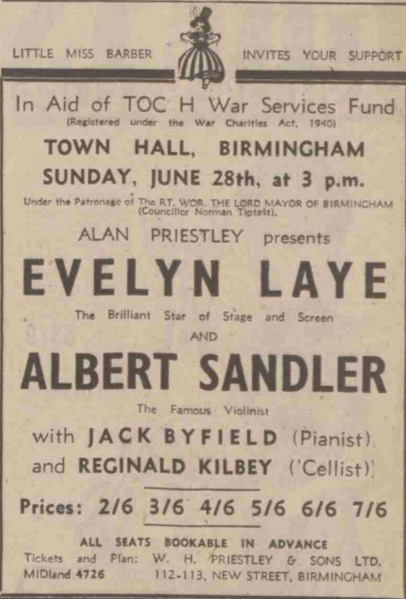 LITTLE MISS BARBER INVITES YOUR SUPPORT
In Aid of TOC H War Services Fund
(Registered under the War Charities Act, 1940)
TOWN HALL, BIRMINGHAM
SUNDAY, JUNE 28th, at 3 p.m.
Under the Patronage of The RT. WOR. THE LORD MAYOR OF BIRMINGHAM
(Councillor Norman Tiptaft).
ALAN PRIESTLEY presents
EVELYN LAYE
The Brilliant Star of Stage and Screen
AND
ALBERT SANDLER
The Famous Violinist
with JACK BYFIELD (Pianist)
and REGINALD KILBEY ('Cellist)
Prices: 2/6 3/6 4/6 5/6 6/6 7/6
ALL SEATS BOOKABLE IN ADVANCE
Tickets and Plan: W. H. PRIESTLEY & SONS LTD.
MIDland 4726 112-113, NEW STREET, BIRMINGHAM